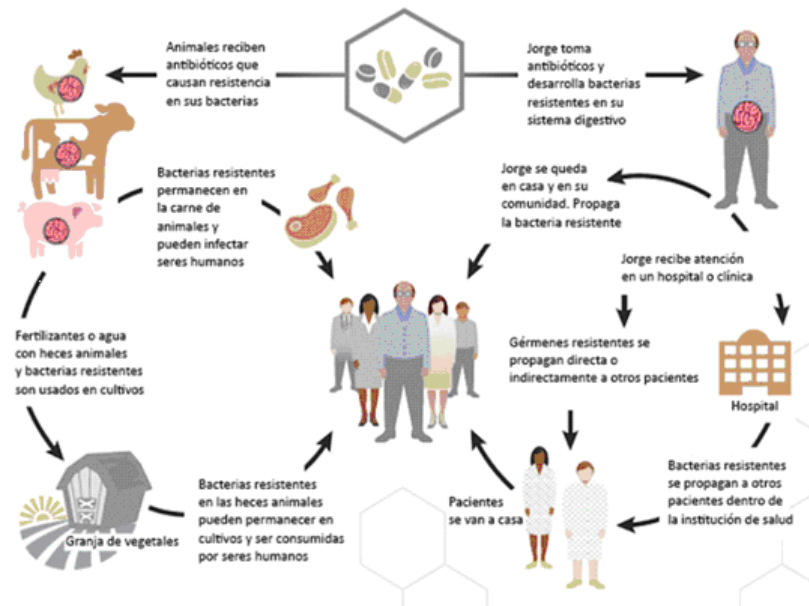 Animales reciben
antibióticos que
causan resistencia
en sus bacterias
Jorge toma
antibióticos y
desarrolla bacterias
resistentes en su
sistema digestivo
Bacterias resistentes
permanecen en
la carne de
animales y
pueden infectar
seres humanos
Jorge se queda
en casa y en su
comunidad. Propaga
la bacteria resistente
Jorge recibe atención
en un hospital o clínica
Fertilizantes o agua
con heces animales
y bacterias resistentes
son usados en cultivos
Gérmenes resistentes se
propagan directa o
indirectamente a otros pacientes
Hospital
Granja de vegetales
Bacterias resistentes
en las heces animales
pueden permanecer en
cultivos y ser consumidas
por seres humanos
Pacientes
se van a casa
Bacterias resistentes
se propagan a otros
pacientes dentro de
la institución de salud